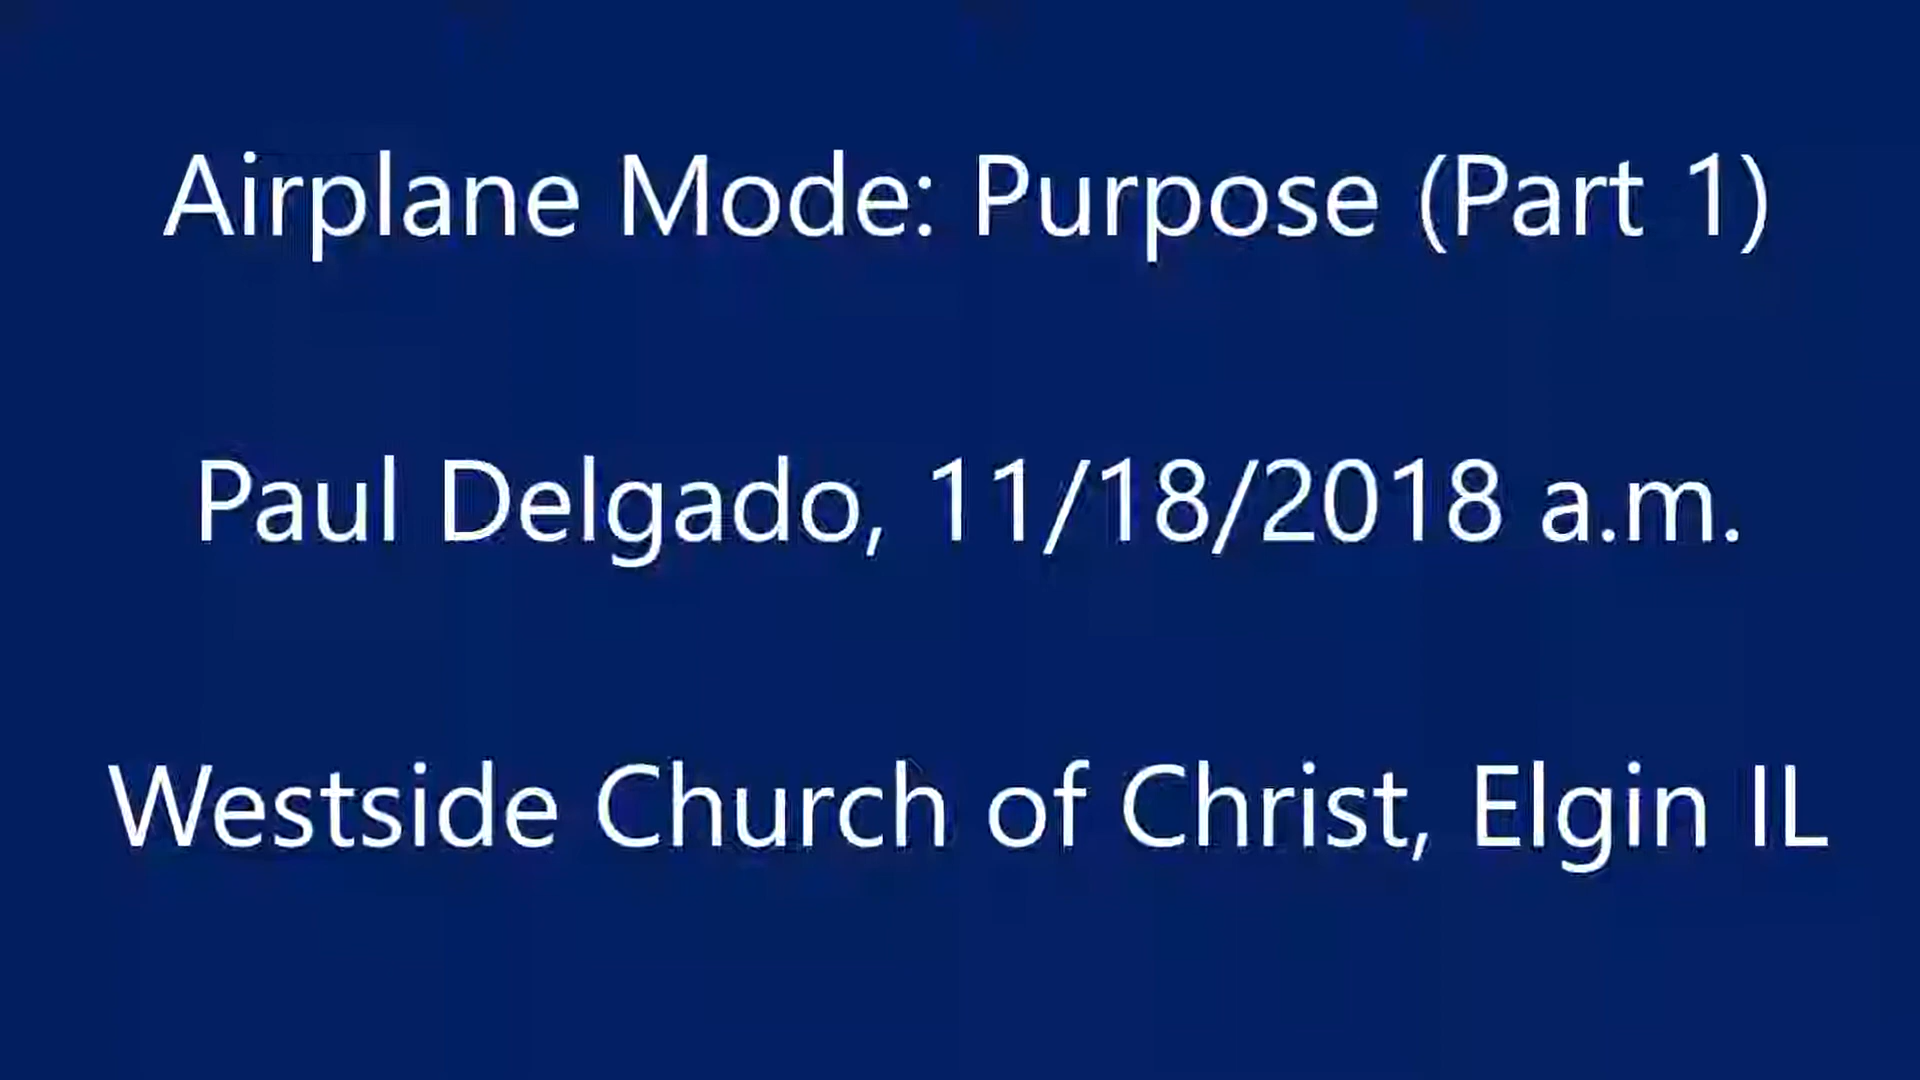 Airplane Mode: Purpose (Part 1)
Paul Delgado, 11/18/2018 a.m.
Westside Church of Christ, Elgin IL